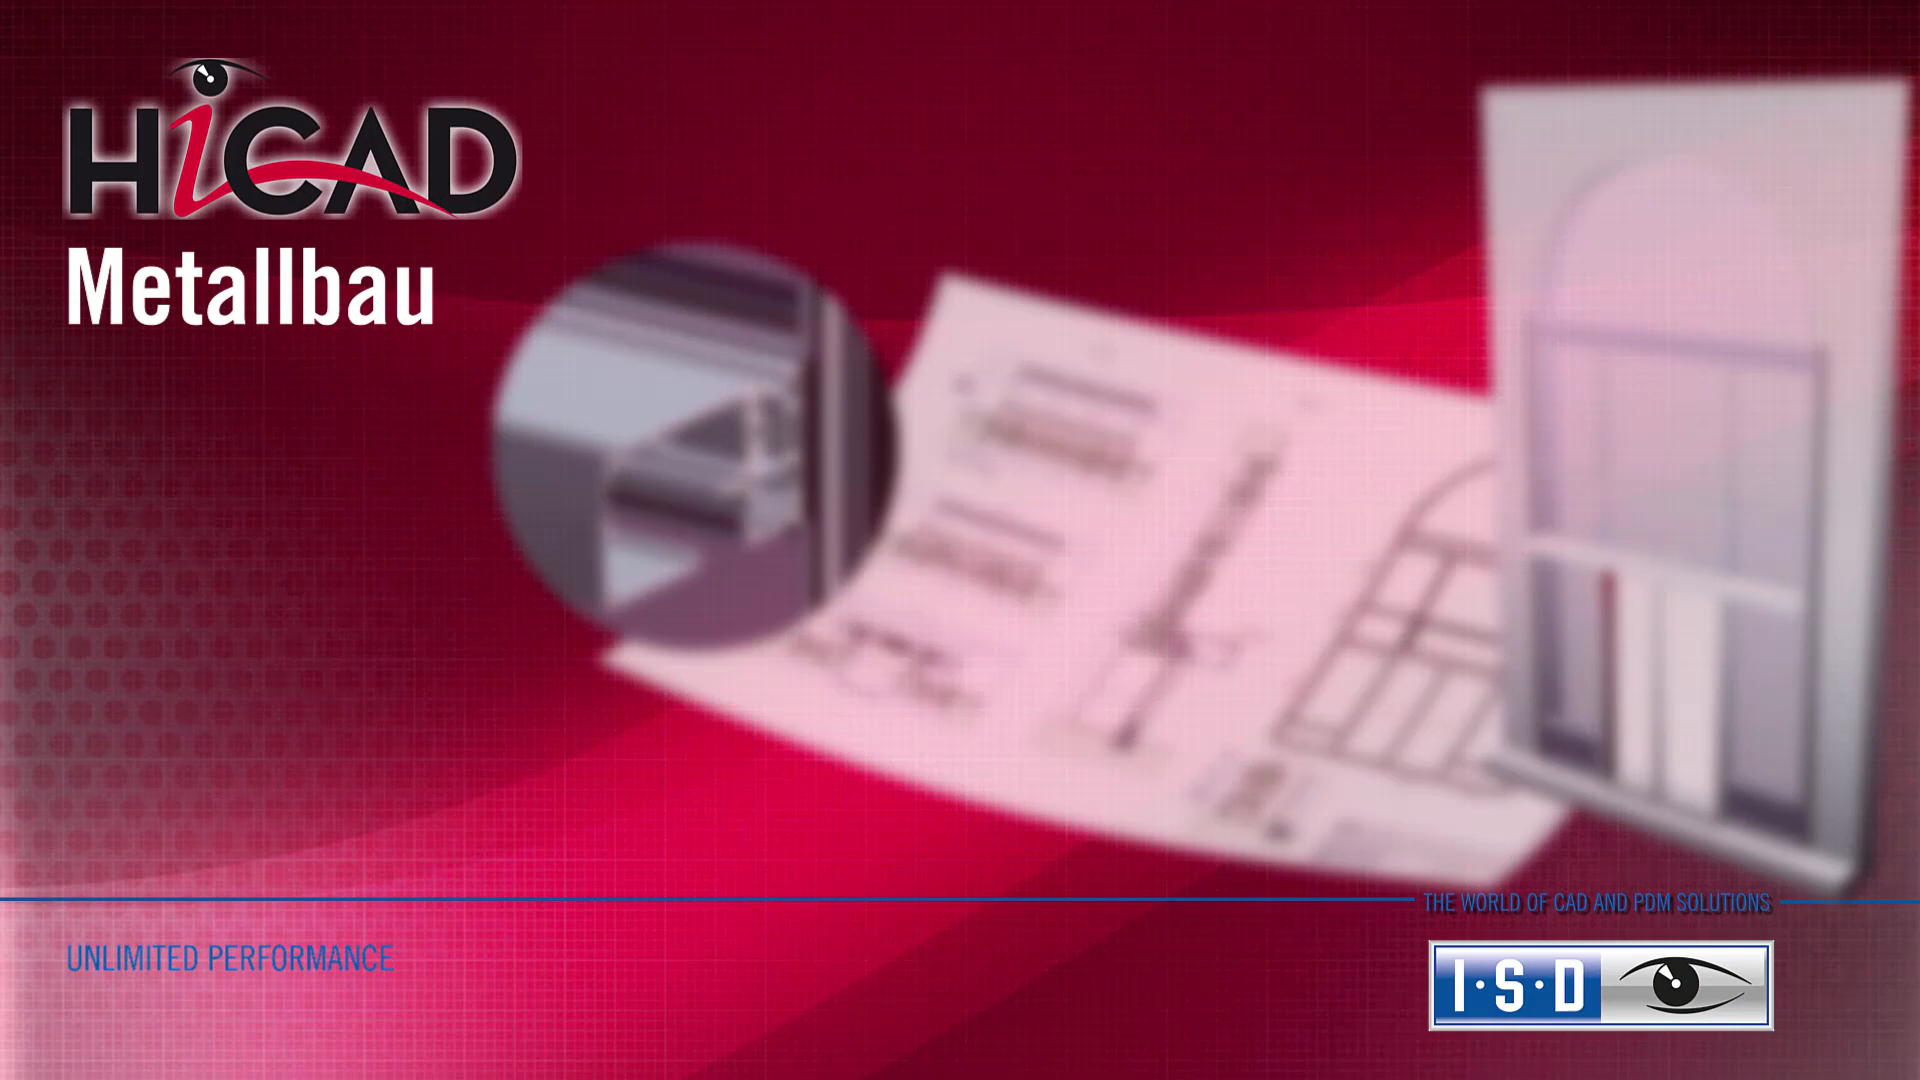 HiCAD
Metallbau
THE WORLD OF CAD AND PDM SOLUTIONS
UNLIMITED PERFORMANCE
I·S·D